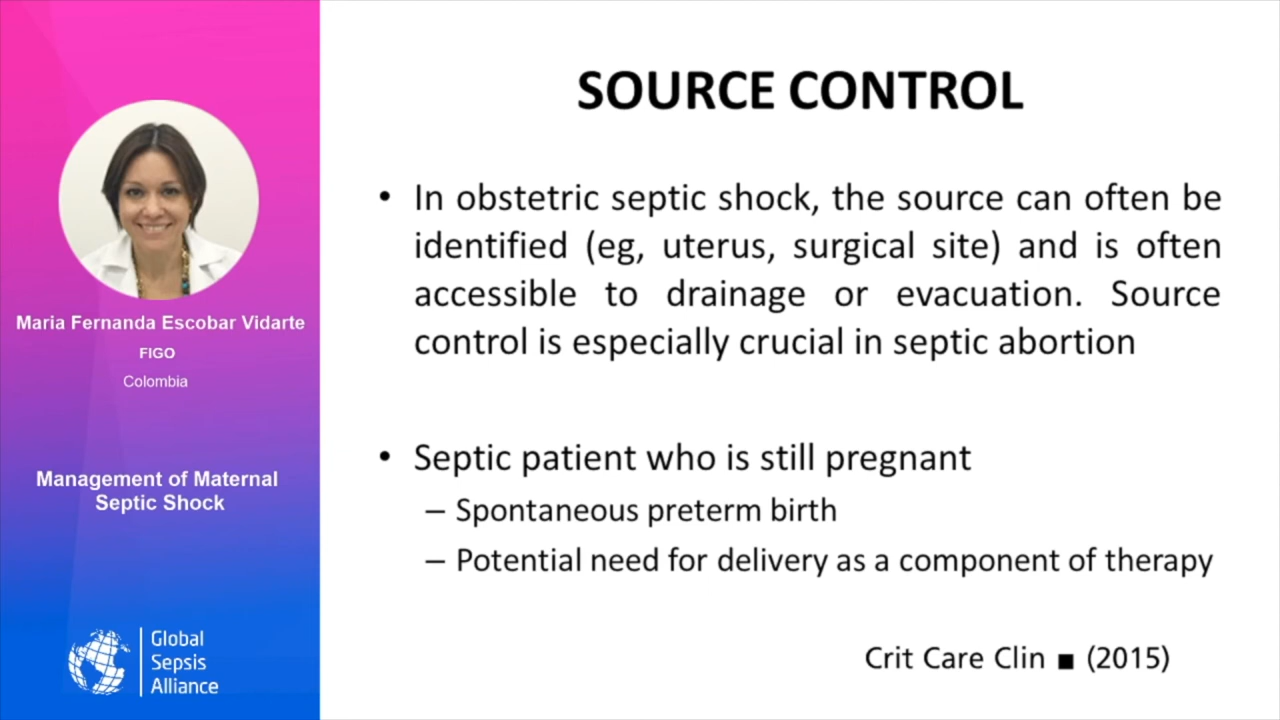 Maria Fernanda Escobar Vidarte
FIGO
Colombia
Management of Maternal
Septic Shock
Global
Sepsis
Alliance
SOURCE CONTROL
• In obstetric septic shock, the source can often be
identified (eg, uterus, surgical site) and is often
accessible to drainage or evacuation. Source
control is especially crucial in septic abortion
• Septic patient who is still pregnant
– Spontaneous preterm birth
– Potential need for delivery as a component of therapy
Crit Care Clin ■ (2015)